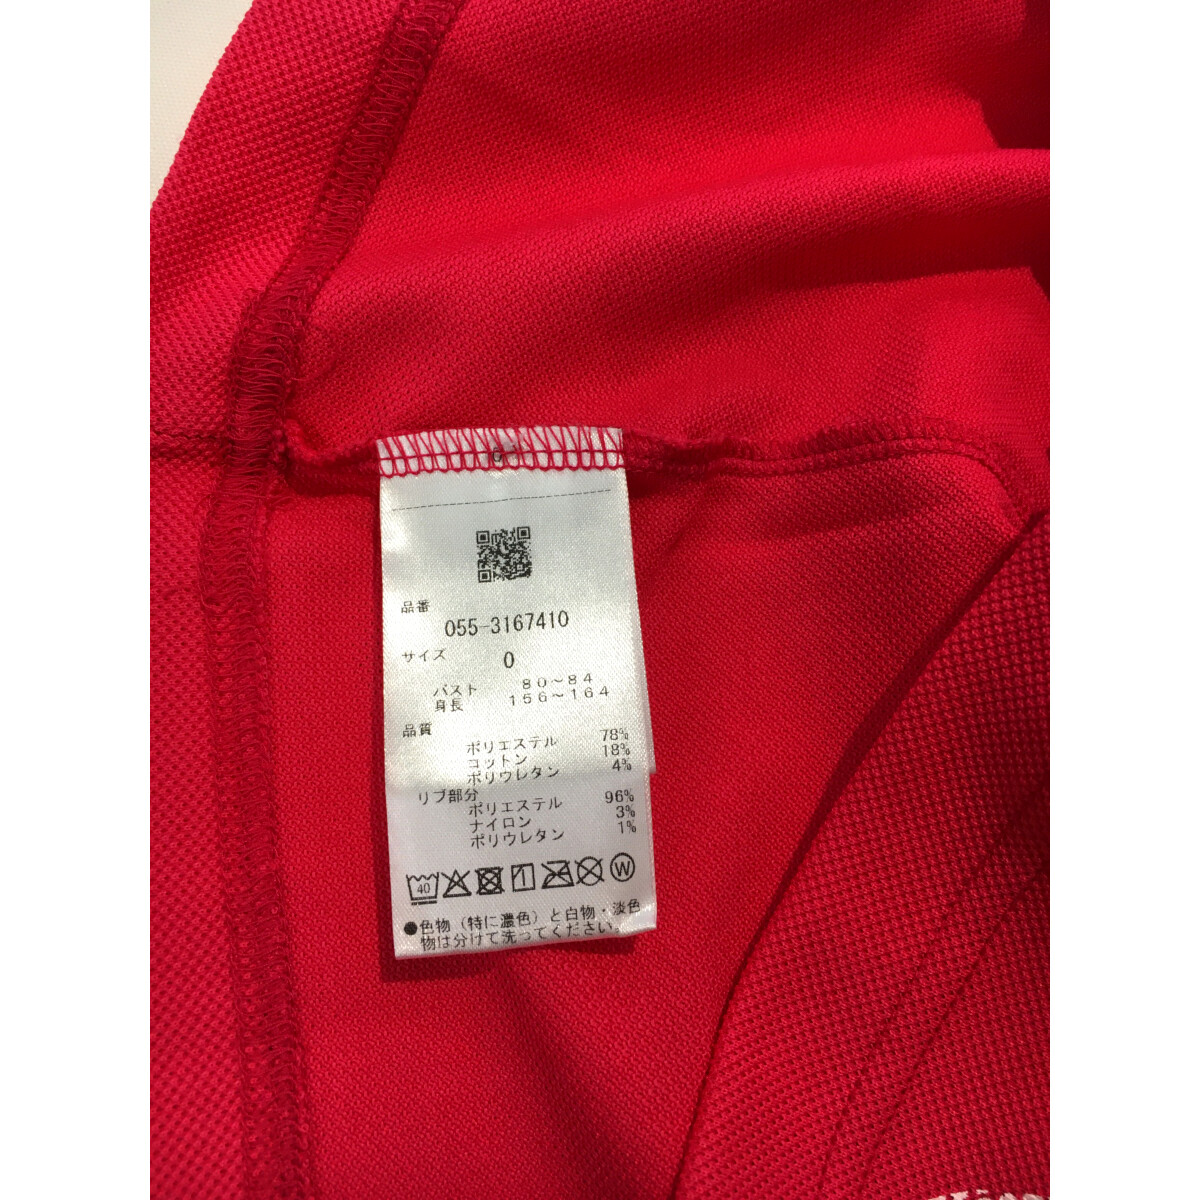 品番
055-3167410
サイズ
0
バスト 80～84
身長 156～164
品質
ポリエステル 78%
コットン 18%
ポリウレタン 4%
リブ部分
ポリエステル 96%
ナイロン 3%
ポリウレタン 1%
40 W
●色物（特に濃色）と白物・淡色
物は分けて洗ってください。